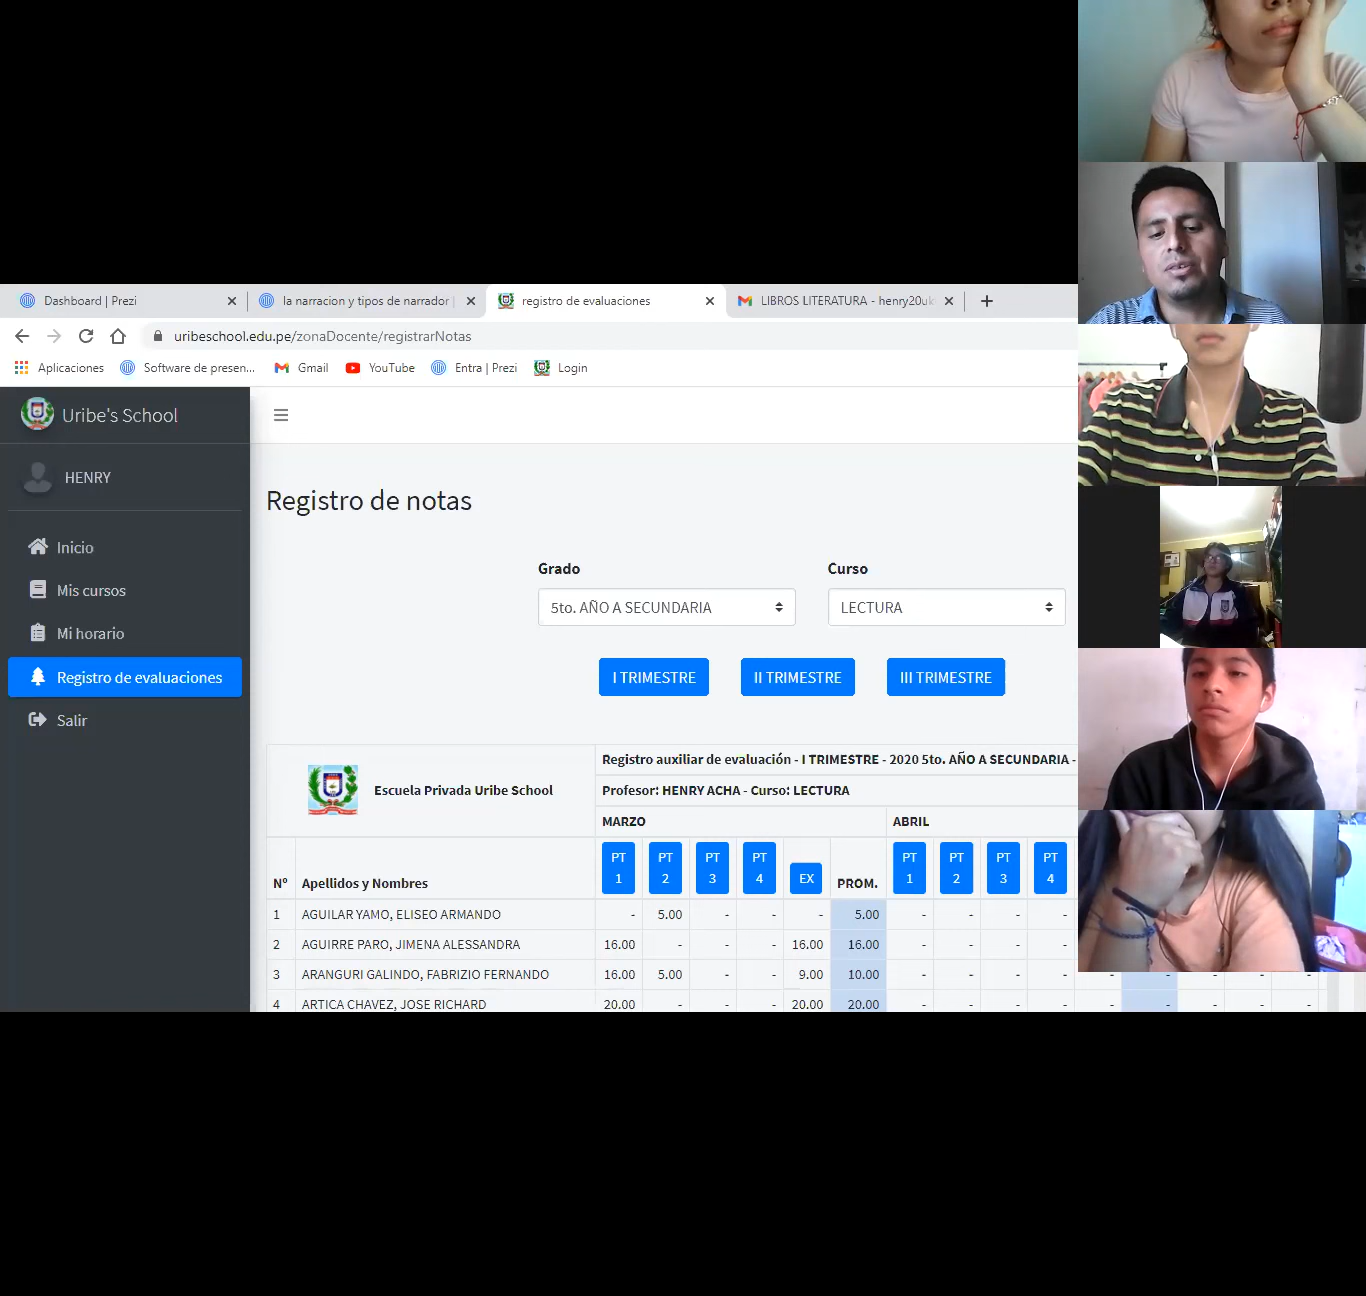 Dashboard | Prezi
la narracion y tipos de narrador |
registro de evaluaciones
LIBROS LITERATURA - henry20uk
uribeschool.edu.pe/zonaDocente/registrarNotas
Aplicaciones
Software de presen...
Gmail
YouTube
Entra | Prezi
Login
Uribe's School
HENRY
Inicio
Mis cursos
Mi horario
Registro de evaluaciones
Salir
Registro de notas
Grado Curso
5to. AÑO A SECUNDARIA LECTURA
I TRIMESTRE II TRIMESTRE III TRIMESTRE
Escuela Privada Uribe School
Registro auxiliar de evaluación - I TRIMESTRE - 2020 5to. AÑO A SECUNDARIA -
Profesor: HENRY ACHA - Curso: LECTURA
MARZO ABRIL
Nº Apellidos y Nombres PT 1 PT 2 PT 3 PT 4 EX PROM. PT 1 PT 2 PT 3 PT 4
1 AGUILAR YAMO, ELISEO ARMANDO - 5.00 - - - 5.00 - - - -
2 AGUIRRE PARO, JIMENA ALESSANDRA 16.00 - - - 16.00 16.00 - - - -
3 ARANGURI GALINDO, FABRIZIO FERNANDO 16.00 5.00 - - 9.00 10.00 - - - - - - - - -
4 ARTICA CHAVEZ, JOSE RICHARD 20.00 - - - 20.00 20.00 - - - - - - - - -